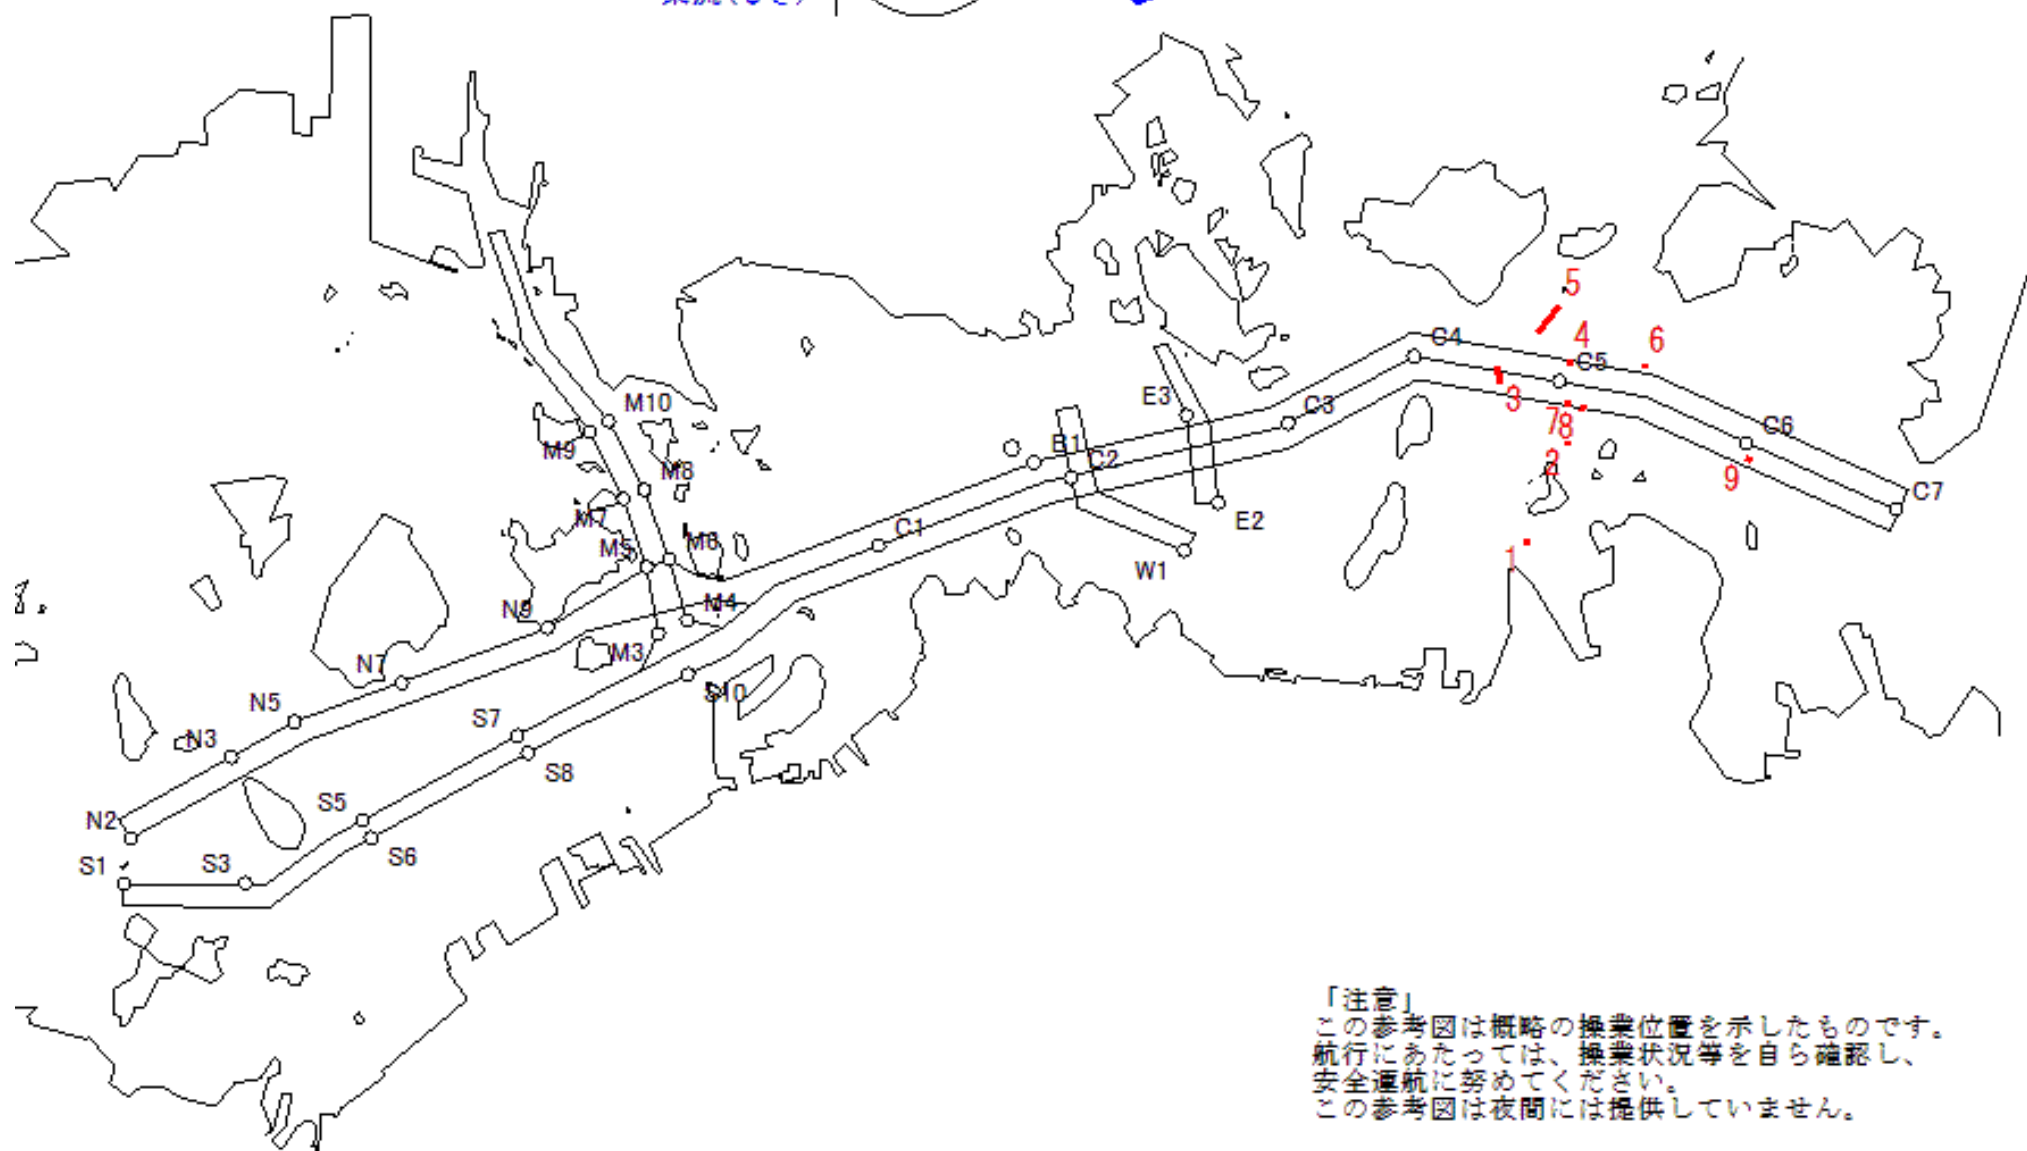 5
C4
4
C5
6
M10
E3
3
C3
7
8
C6
M9
B1
M8
C2
2
9
C7
M7
E2
C1
M5
M6
1
W1
N9
M4
M3
N7
S10
N5
S7
N3
S8
S5
N2
S6
S1
S3
「注意」
この参考図は概略の操業位置を示したものです。
航行にあたっては、操業状況等を自ら確認し、
安全運航に努めてください。
この参考図は夜間には提供していません。